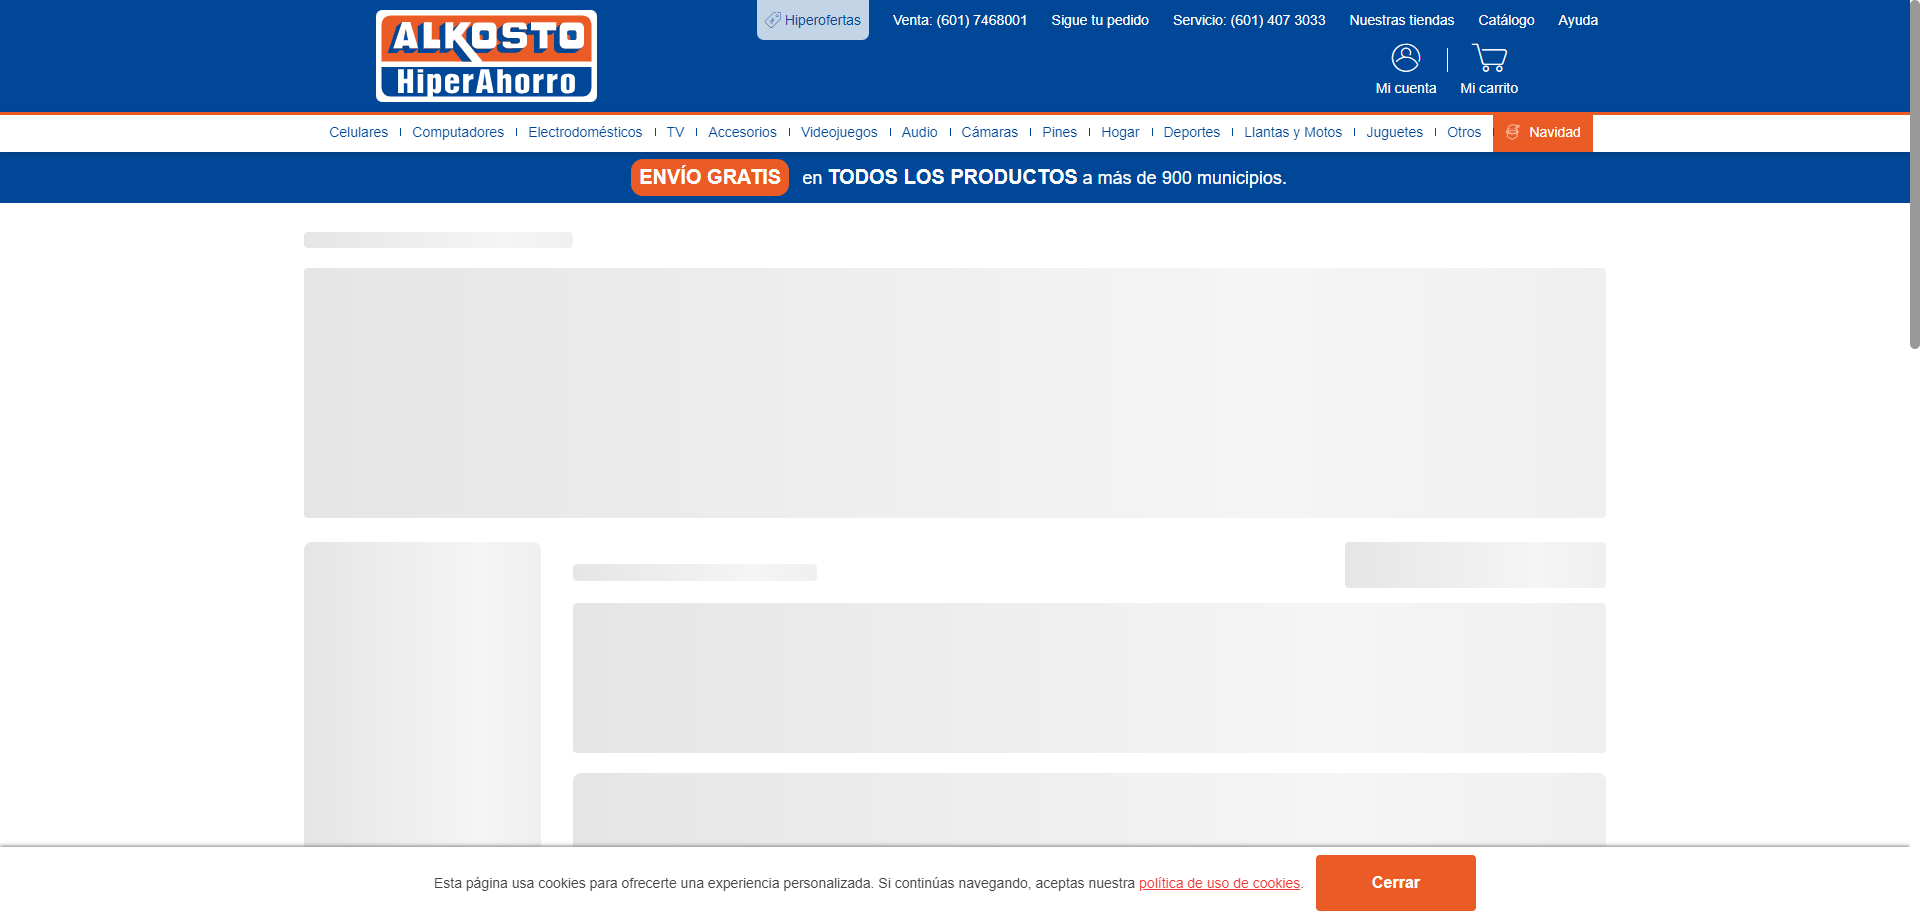 ALKOSTO
HiperAhorro
Hiperofertas
Venta: (601) 7468001
Sigue tu pedido
Servicio: (601) 407 3033
Nuestras tiendas
Catálogo
Ayuda
Mi cuenta
Mi carrito
Celulares
Computadores
Electrodomésticos
TV
Accesorios
Videojuegos
Audio
Cámaras
Pines
Hogar
Deportes
Llantas y Motos
Juguetes
Otros
Navidad
ENVÍO GRATIS en TODOS LOS PRODUCTOS a más de 900 municipios.
Esta página usa cookies para ofrecerte una experiencia personalizada. Si continúas navegando, aceptas nuestra política de uso de cookies.
Cerrar